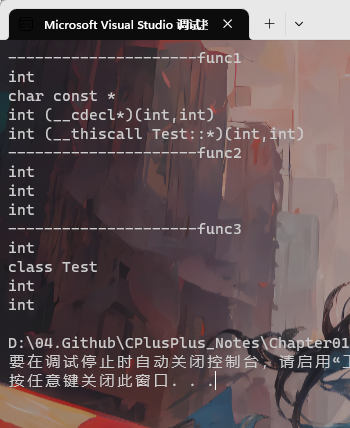 Microsoft Visual Studio 调试
---------------------func1
int
char const *
int (__cdecl*)(int,int)
int (__thiscall Test::*)(int,int)
---------------------func2
int
int
int
---------------------func3
int
class Test
int
int
D:\04.Github\CPlusPlus_Notes\Chapter01
要在调试停止时自动关闭控制台，请启用“工
按任意键关闭此窗口. . .